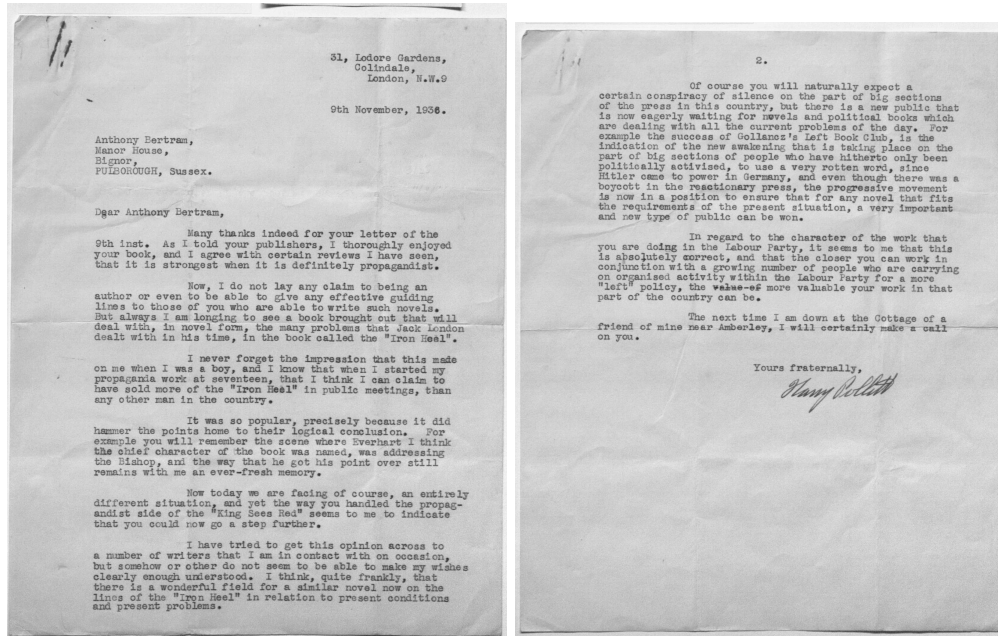 31, Lodore Gardens,
Colindale,
London, N.W.9
9th November, 1936.
Anthony Bertram,
Manor House,
Bignor,
PULBOROUGH, Sussex.
Dear Anthony Bertram,
Many thanks indeed for your letter of the
9th inst. As I told your publishers, I thoroughly enjoyed
your book, and I agree with certain reviews I have seen,
that it is strongest when it is definitely propagandist.
Now, I do not lay any claim to being an
author or even to be able to give any effective guiding
lines to those of you who are able to write such novels.
But always I am longing to see a book brought out that will
deal with, in novel form, the many problems that Jack London
dealt with in his time, in the book called the "Iron Heel".
I never forget the impression that this made
on me when I was a boy, and I know that when I started my
propagania work at seventeen, that I think I can claim to
have sold more of the "Iron Heel" in public meetings, than
any other man in the country.
It was so popular, precisely because it did
hammer the points home to their logical conclusion. For
example you will remember the scene where Everhart I think
the chief character of the book was named, was addressing
the Bishop, and the way that he got his point over still
remains with me an ever-fresh memory.
Now today we are facing of course, an entirely
different situation, and yet the way you handled the propag-
andist side of the "King Sees Red" seems to me to indicate
that you could now go a step further.
I have tried to get this opinion across to
a number of writers that I am in contact with on occasion,
but somehow or other do not seem to be able to make my wishes
clearly enough understood. I think, quite frankly, that
there is a wonderful field for a similar novel now on the
lines of the "Iron Heel" in relation to present conditions
and present problems.
2.
Of course you will naturally expect a
certain conspiracy of silence on the part of big sections
of the press in this country, but there is a new public that
is now eagerly waiting for novels and political books which
are dealing with all the current problems of the day. For
example the success of Gollancz's Left Book Club, is the
indication of the new awakening that is taking place on the
part of big sections of people who have hitherto only been
politically activised, to use a very rotten word, since
Hitler came to power in Germany, and even though there was a
boycott in the reactionary press, the progressive movement
is now in a position to ensure that for any novel that fits
the requirements of the present situation, a very important
and new type of public can be won.
In regard to the character of the work that
you are doing in the Labour Party, it seems to me that this
is absolutely correct, and that the closer you can work in
conjunction with a growing number of people who are carrying
on organised activity within the Labour Party for a more
"left" policy, the value of more valuable your work in that
part of the country can be.
The next time I am down at the Cottage of a
friend of mine near Amberley, I will certainly make a call
on you.
Yours fraternally,
Harry Pollitt